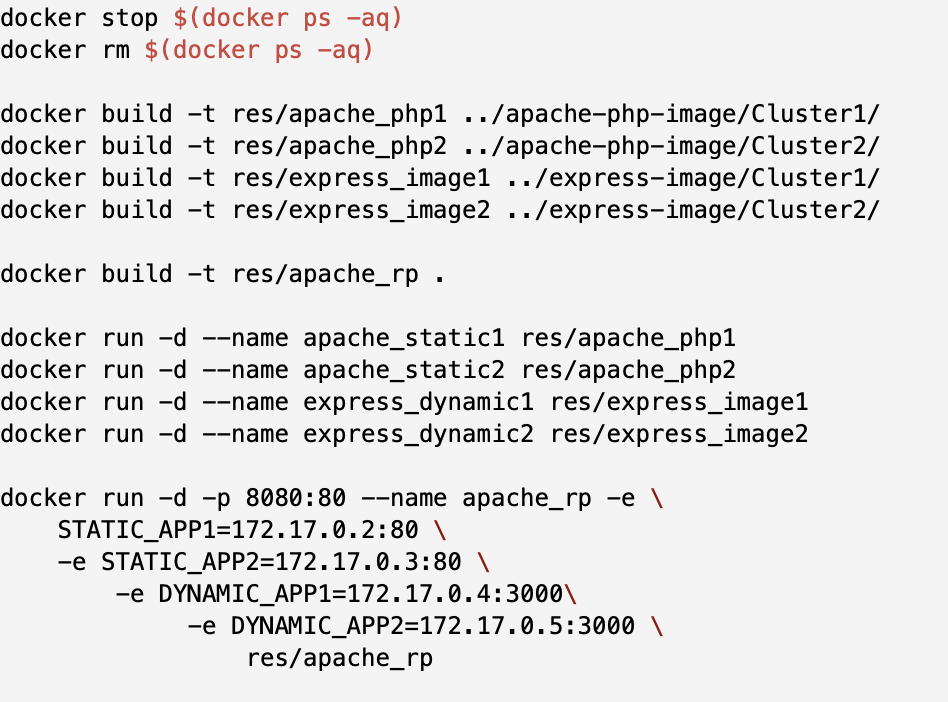 docker stop $(docker ps -aq)
docker rm $(docker ps -aq)
docker build -t res/apache_php1 ../apache-php-image/Cluster1/
docker build -t res/apache_php2 ../apache-php-image/Cluster2/
docker build -t res/express_image1 ../express-image/Cluster1/
docker build -t res/express_image2 ../express-image/Cluster2/
docker build -t res/apache_rp .
docker run -d --name apache_static1 res/apache_php1
docker run -d --name apache_static2 res/apache_php2
docker run -d --name express_dynamic1 res/express_image1
docker run -d --name express_dynamic2 res/express_image2
docker run -d -p 8080:80 --name apache_rp -e \
    STATIC_APP1=172.17.0.2:80 \
    -e STATIC_APP2=172.17.0.3:80 \
        -e DYNAMIC_APP1=172.17.0.4:3000\
             -e DYNAMIC_APP2=172.17.0.5:3000 \
                 res/apache_rp